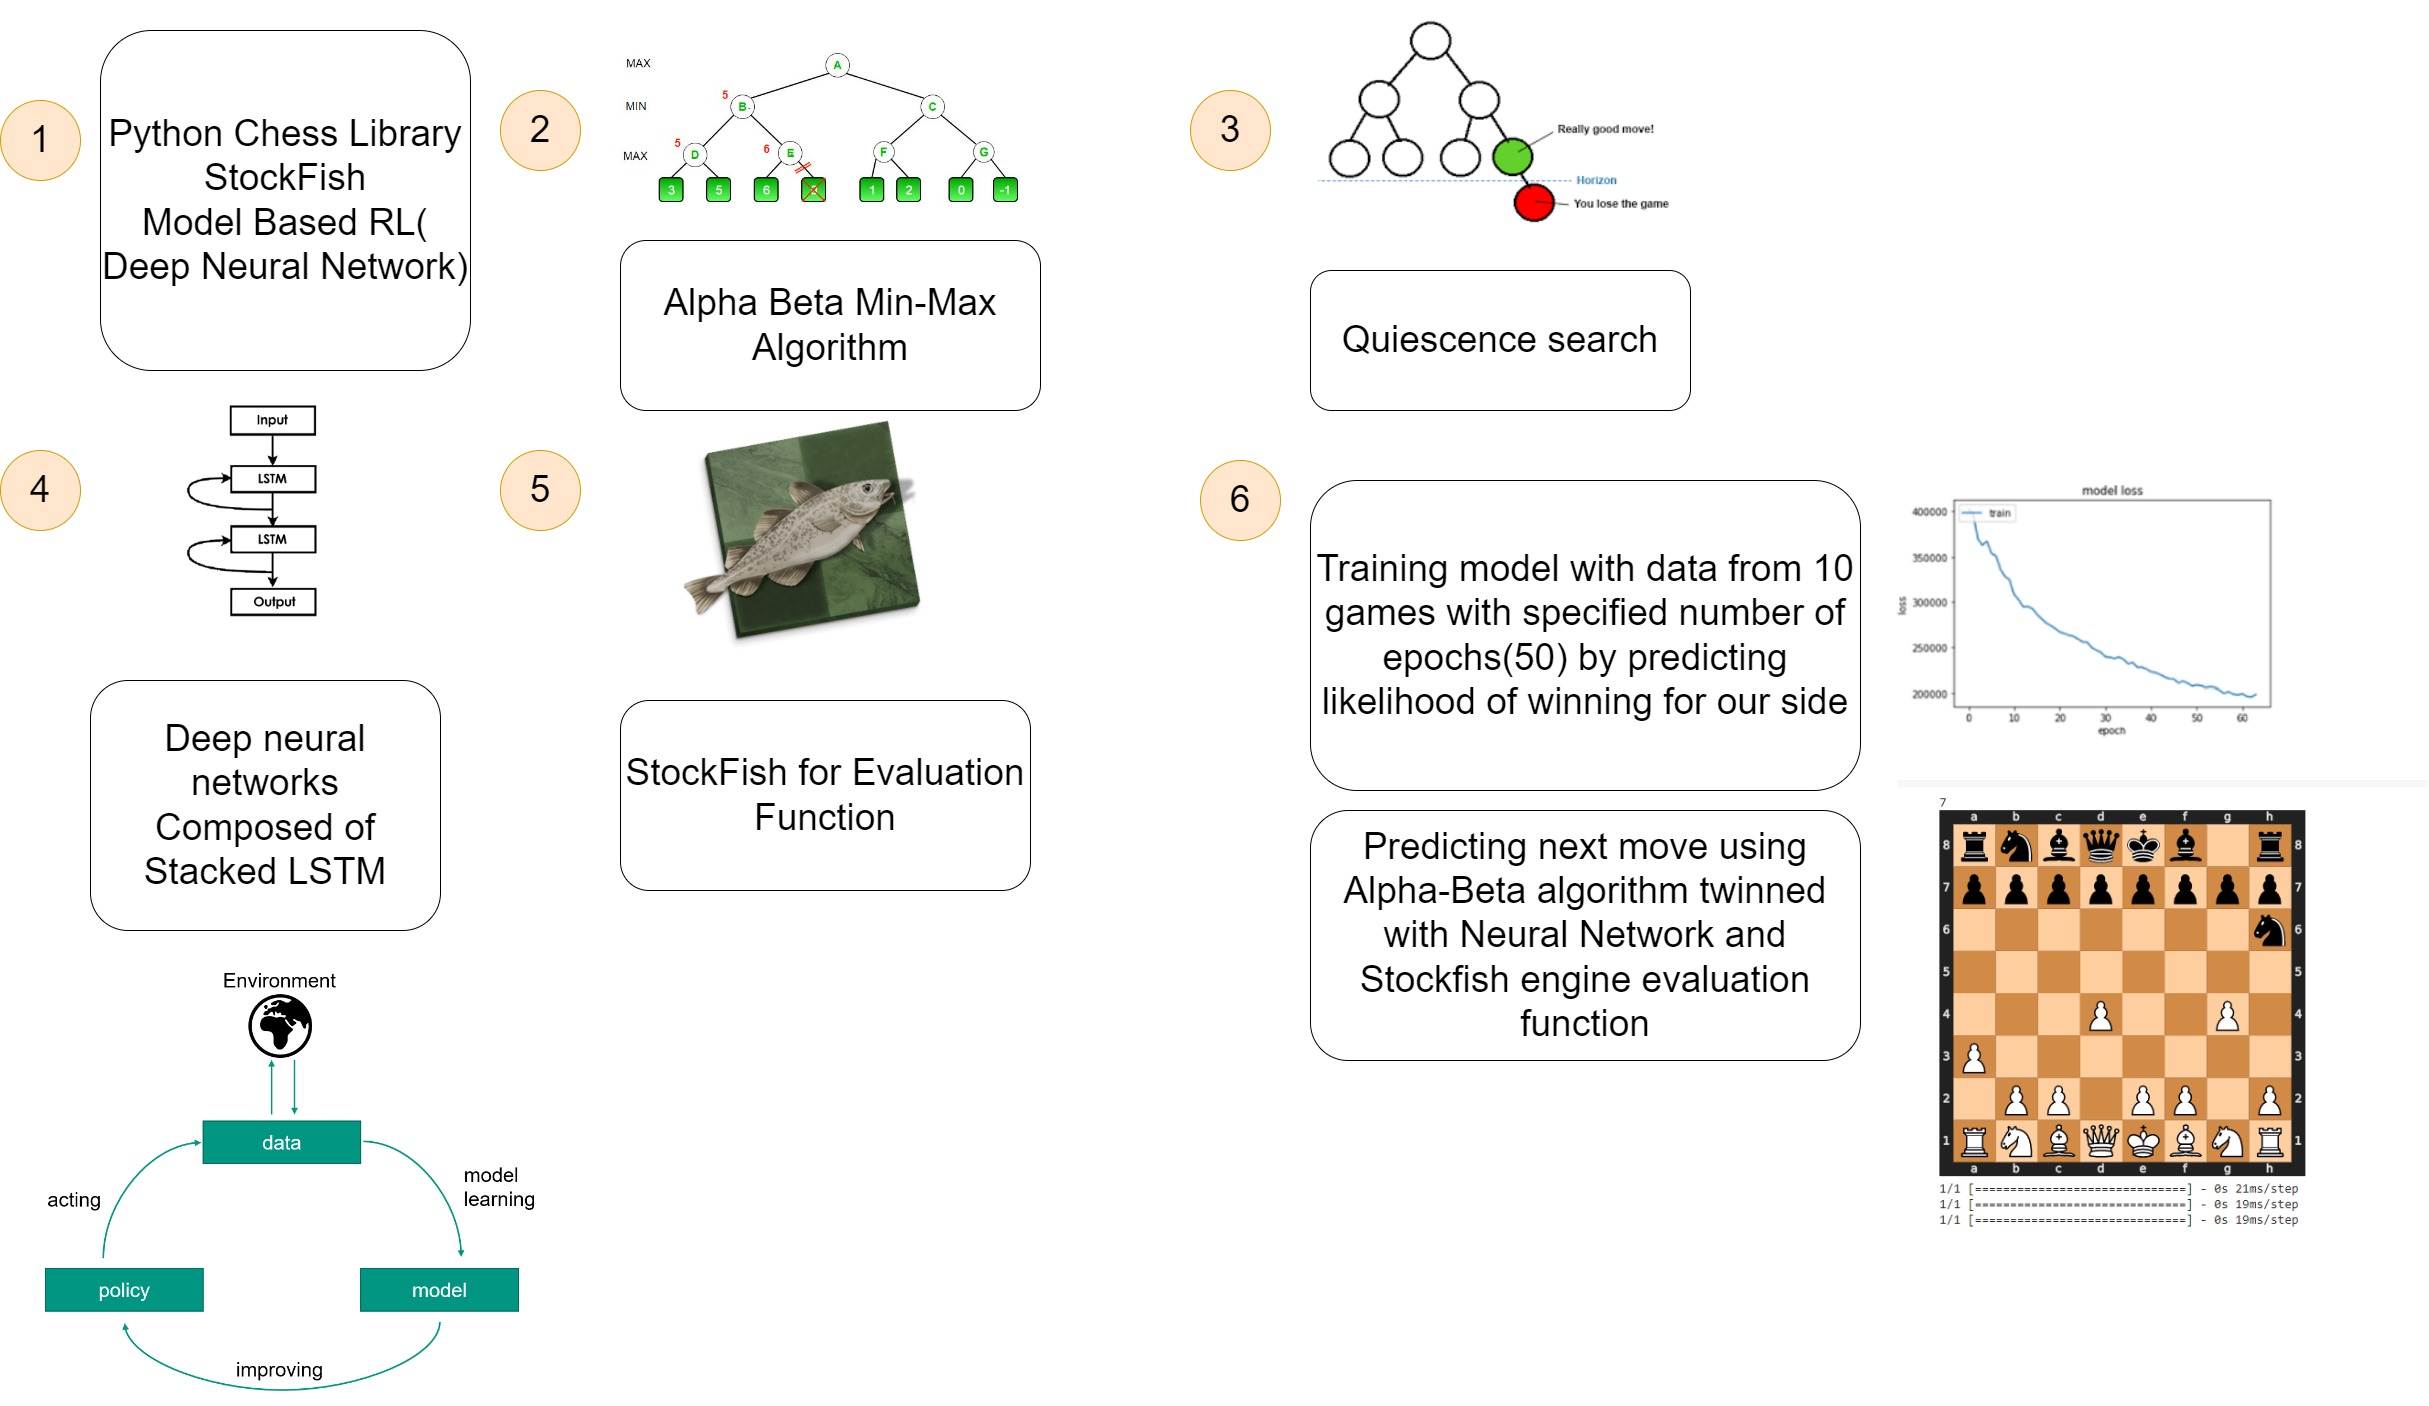 1
Python Chess Library
StockFish
Model Based RL(
Deep Neural Network)
2
MAX
A
MIN
5
B
C
MAX
5
D
6
E
F
G
3
5
6
1
2
0
-1
Alpha Beta Min-Max
Algorithm
3
Really good move!
Horizon
You lose the game
Quiescence search
4
Input
LSTM
LSTM
Output
Deep neural
networks
Composed of
Stacked LSTM
5
StockFish for Evaluation
Function
6
Training model with data from 10
games with specified number of
epochs(50) by predicting
likelihood of winning for our side
model loss
train
400000
350000
300000
250000
200000
loss
0 10 20 30 40 50 60
epoch
Predicting next move using
Alpha-Beta algorithm twinned
with Neural Network and
Stockfish engine evaluation
function
7
a b c d e f g h
8 8
7 7
6 6
5 5
4 4
3 3
2 2
1 1
a b c d e f g h
1/1 [==============================] - 0s 21ms/step
1/1 [==============================] - 0s 19ms/step
1/1 [==============================] - 0s 19ms/step
Environment
data
model
learning
acting
policy
model
improving